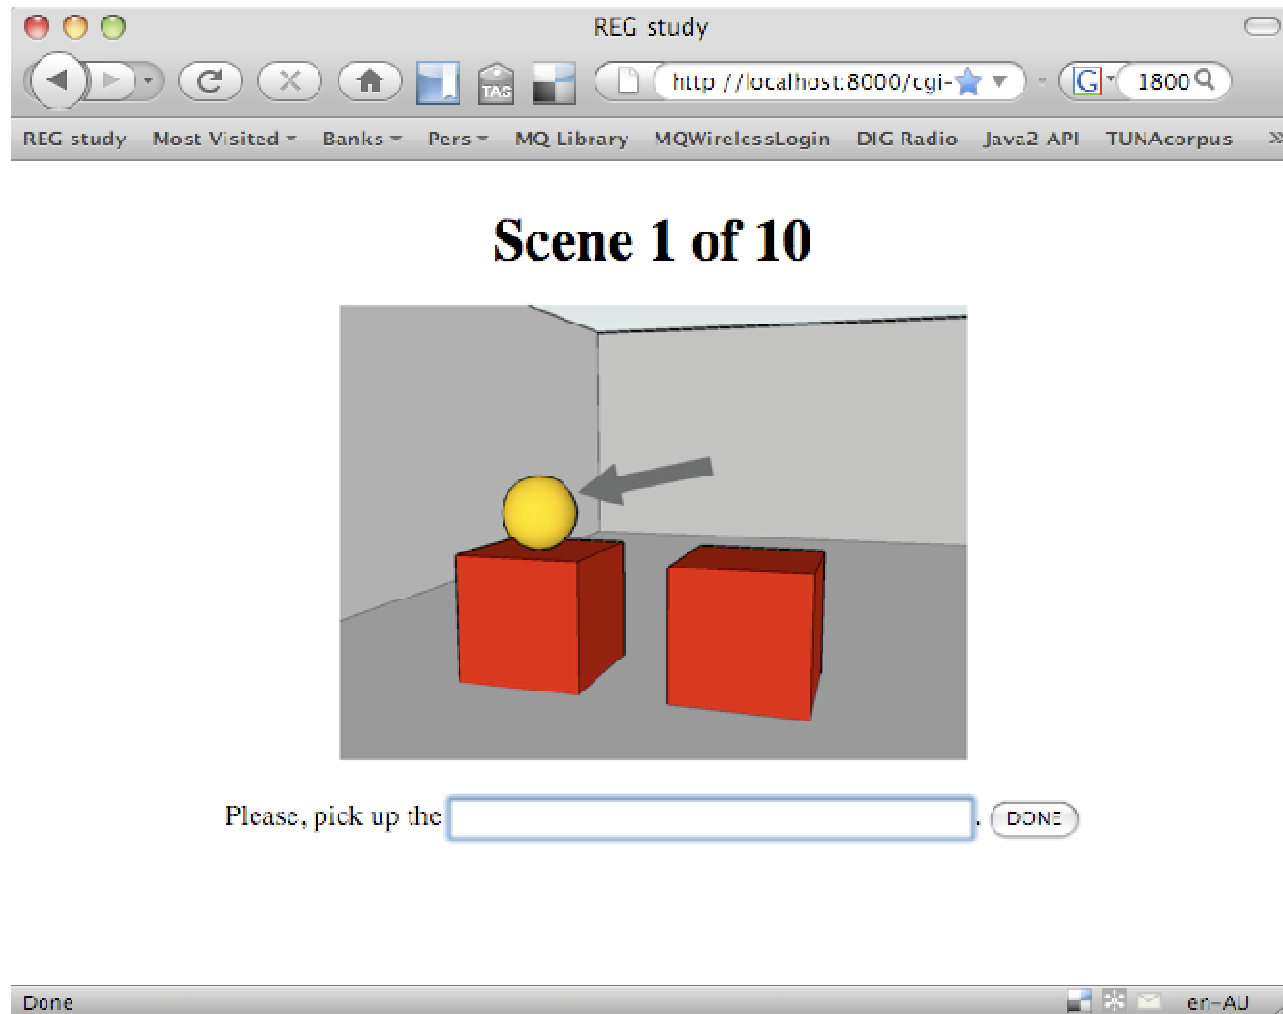 REG study
http://localhost:8000/cgi- 1800
TAG
REG study Most Visited Banks Pers MQ Library MQWirelessLogin DIG Radio Java2 API TUNAcorpus »
Scene 1 of 10
Please, pick up the . DONE
Done en-AU